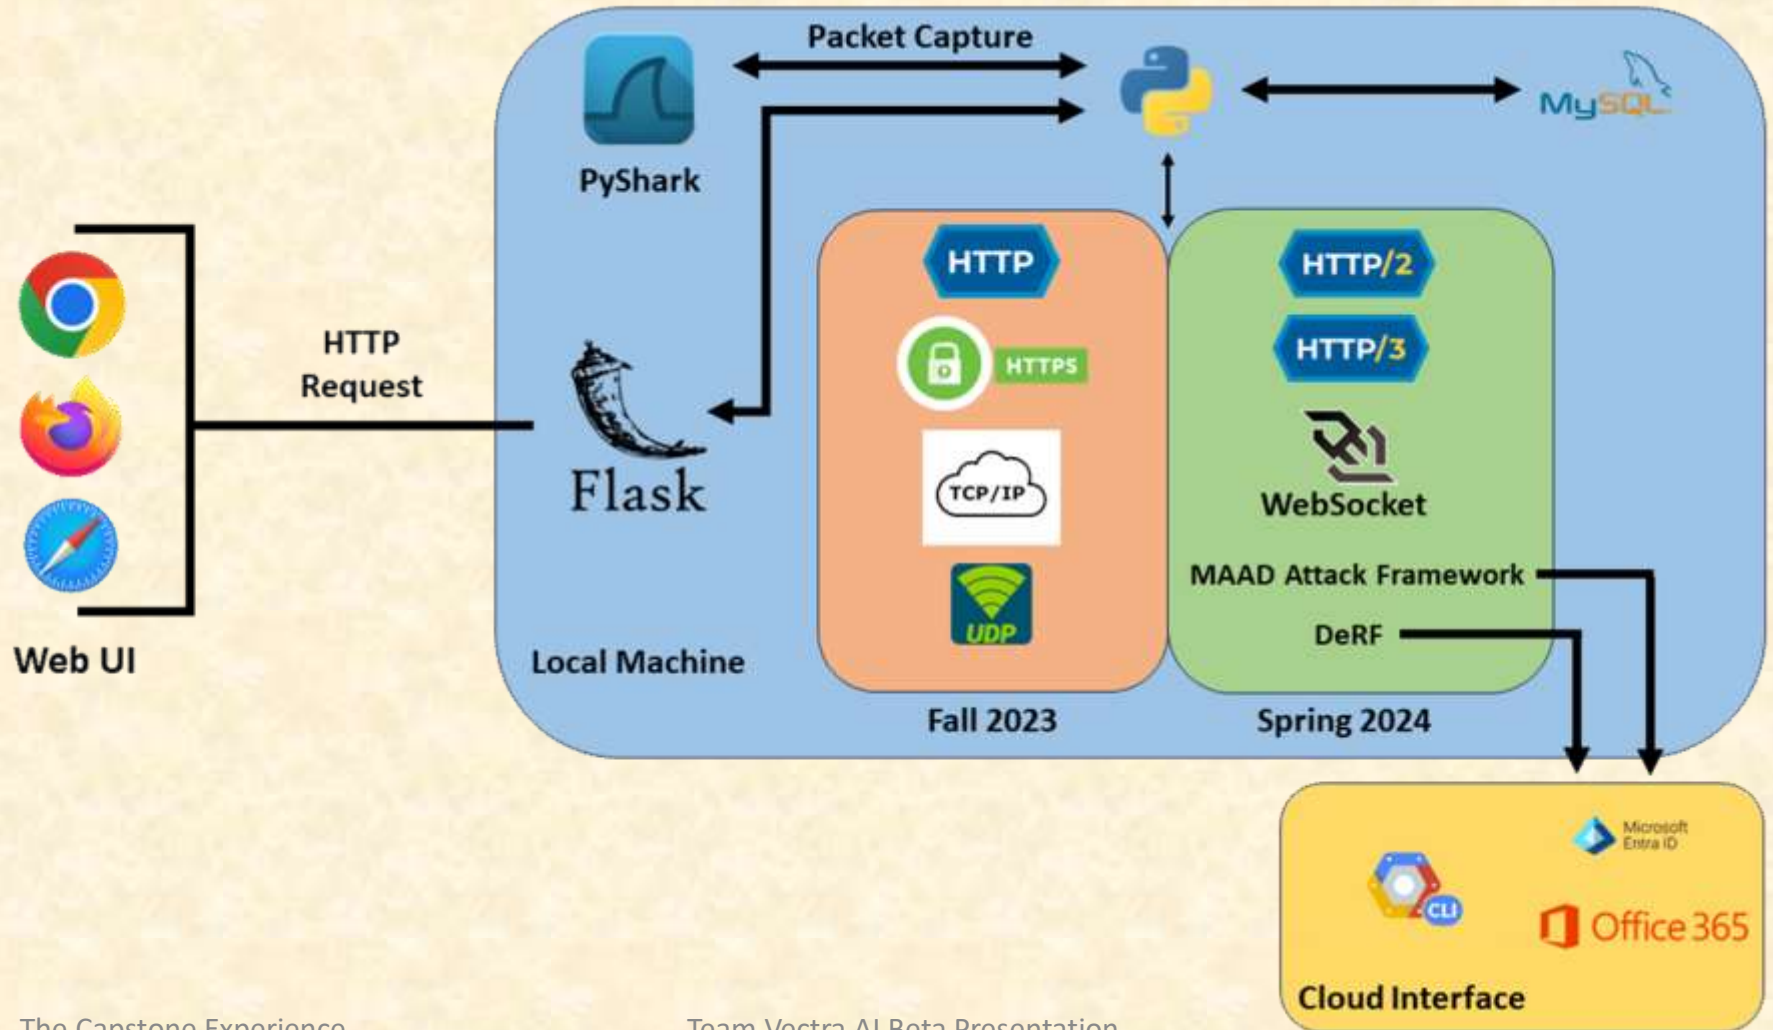 Packet Capture
MySQL
PyShark
HTTP
HTTP/2
HTTP/3
HTTPS
HTTP
Request
Flask
TCP/IP
WebSocket
MAAD Attack Framework
UDP
DeRF
Web UI
Local Machine
Fall 2023
Spring 2024
Microsoft
Entra ID
CLI
Office 365
Cloud Interface
The Capstone Experience
Team Vectra AI Beta Presentation